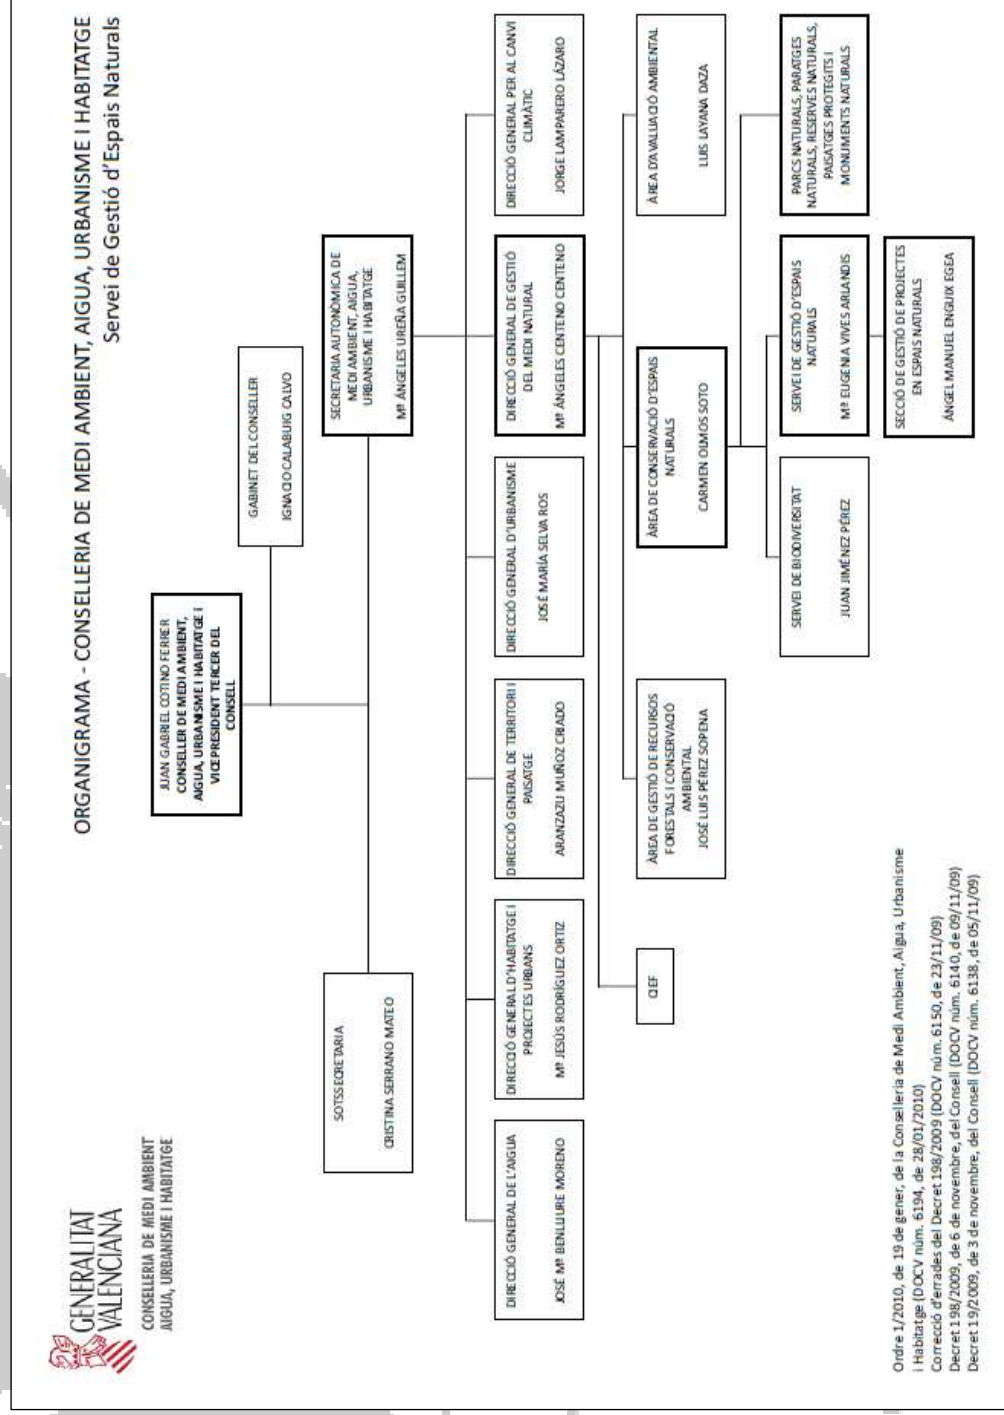 GENERALITAT
VALENCIANA
CONSELLERIA DE MEDI AMBIENT
AIGUA, URBANISME I HABITATGE
ORGANIGRAMA - CONSELLERIA DE MEDI AMBIENT, AIGUA, URBANISME I HABITATGE
Servei de Gestió d'Espais Naturals
JUAN GABRIEL COTINO FERRER
CONSELLER DE MEDI AMBIENT,
AIGUA, URBANISME I HABITATGE I
VICEPRESIDENT TERCER DEL
CONSELL
GABINET DEL CONSELLER
IGNACIO CALABUIG CALVO
SOTSSECRETARIA
CRISTINA SERRANO MATEO
SECRETARIA AUTONÒMICA DE
MEDI AMBIENT, AIGUA,
URBANISME I HABITATGE
Mª ÁNGELES UREÑA GUILLEM
DIRECCIÓ GENERAL DE L'AIGUA
JOSÉ Mª BENLLIURE MORENO
DIRECCIÓ GENERAL D'HABITATGE I
PROJECTES URBANS
Mª JESÚS RODRÍGUEZ ORTIZ
DIRECCIÓ GENERAL DE TERRITORI I
PAISATGE
ARANZAZU MUÑOZ CRIADO
DIRECCIÓ GENERAL D'URBANISME
JOSÉ MARÍA SELVA ROS
DIRECCIÓ GENERAL DE GESTIÓ
DEL MEDI NATURAL
Mª ÁNGELES CENTENO CENTENO
DIRECCIÓ GENERAL PER AL CANVI
CLIMÀTIC
JORGE LAMPARERO LÁZARO
CIEF
ÀREA DE GESTIÓ DE RECURSOS
FORESTALS I CONSERVACIÓ
AMBIENTAL
JOSÉ LUIS PÉREZ SOPENA
ÀREA DE CONSERVACIÓ D'ESPAIS
NATURALS
CARMEN OLMOS SOTO
ÀREA D'AVALUACIÓ AMBIENTAL
LUIS LAYANA DAZA
SERVEI DE BIODIVERSITAT
JUAN JIMÉNEZ PÉREZ
SERVEI DE GESTIÓ D'ESPAIS
NATURALS
Mª EUGENIA VIVES ARLANDIS
PARCS NATURALS, PARATGES
NATURALS, RESERVES NATURALS,
PAISATGES PROTEGITS I
MONUMENTS NATURALS
SECCIÓ DE GESTIÓ DE PROJECTES
EN ESPAIS NATURALS
ÁNGEL MANUEL ENGUIX EGEA
Ordre 1/2010, de 19 de gener, de la Conselleria de Medi Ambient, Aigua, Urbanisme
i Habitatge (DOCV núm. 6194, de 28/01/2010)
Correcció d'errades del Decret 198/2009 (DOCV núm. 6150, de 23/11/09)
Decret 198/2009, de 6 de novembre, del Consell (DOCV núm. 6140, de 09/11/09)
Decret 19/2009, de 3 de novembre, del Consell (DOCV núm. 6138, de 05/11/09)